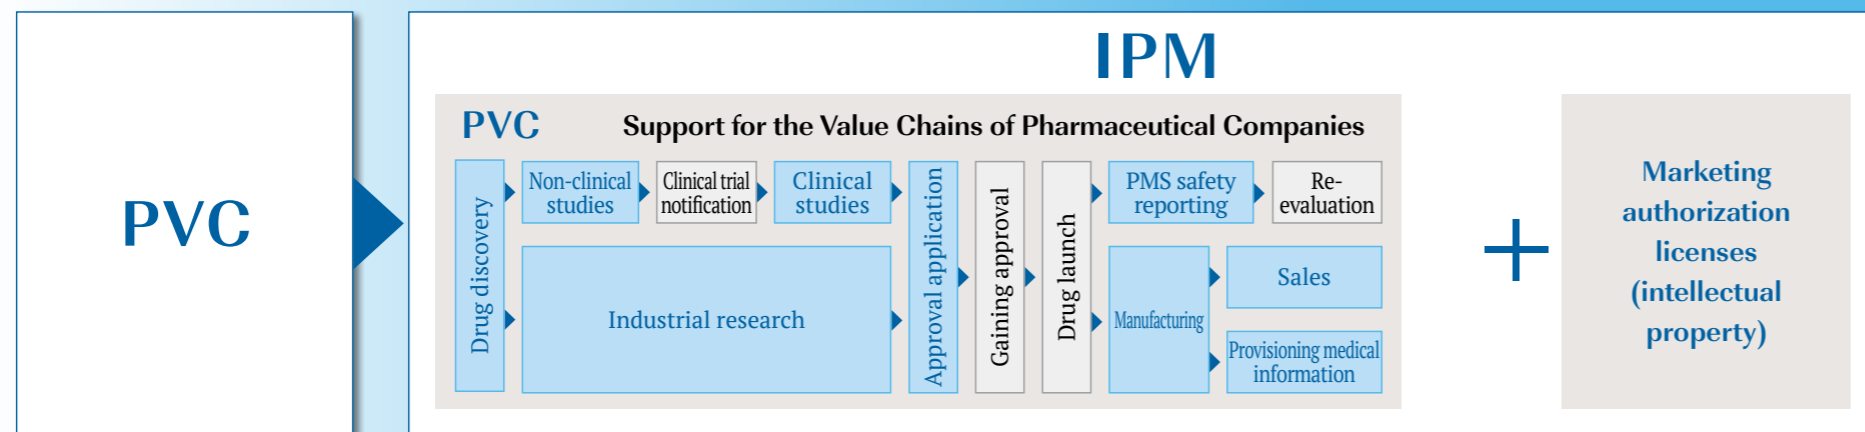 PVC
IPM
PVC
Support for the Value Chains of Pharmaceutical Companies
Drug discovery
Non-clinical
studies
Clinical trial
notification
Clinical
studies
Industrial research
Approval application
Gaining approval
Drug launch
PMS safety
reporting
Re-
evaluation
Manufacturing
Sales
Provisioning medical
information
+
Marketing
authorization
licenses
(intellectual
property)